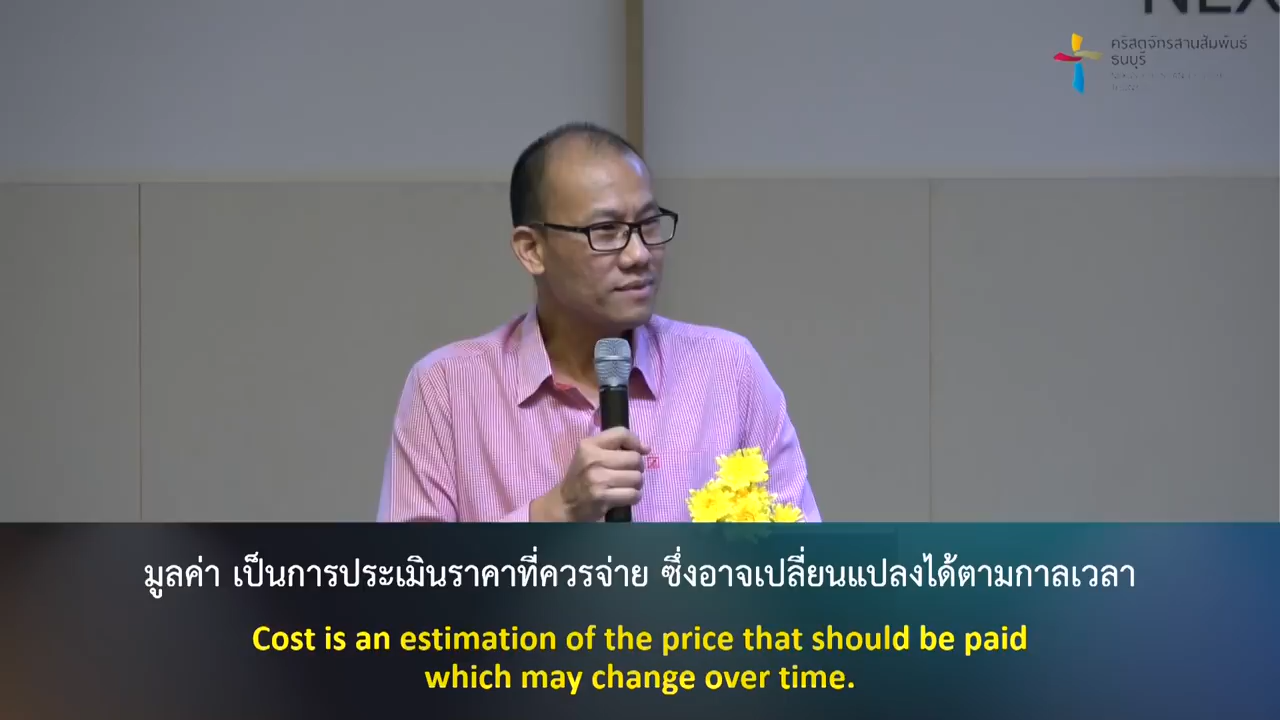 NEX
คริสตจักรสานสัมพันธ์
ธนบุรี
มูลค่า เป็นการประเมินราคาที่ควรจ่าย ซึ่งอาจเปลี่ยนแปลงได้ตามกาลเวลา
Cost is an estimation of the price that should be paid
which may change over time.